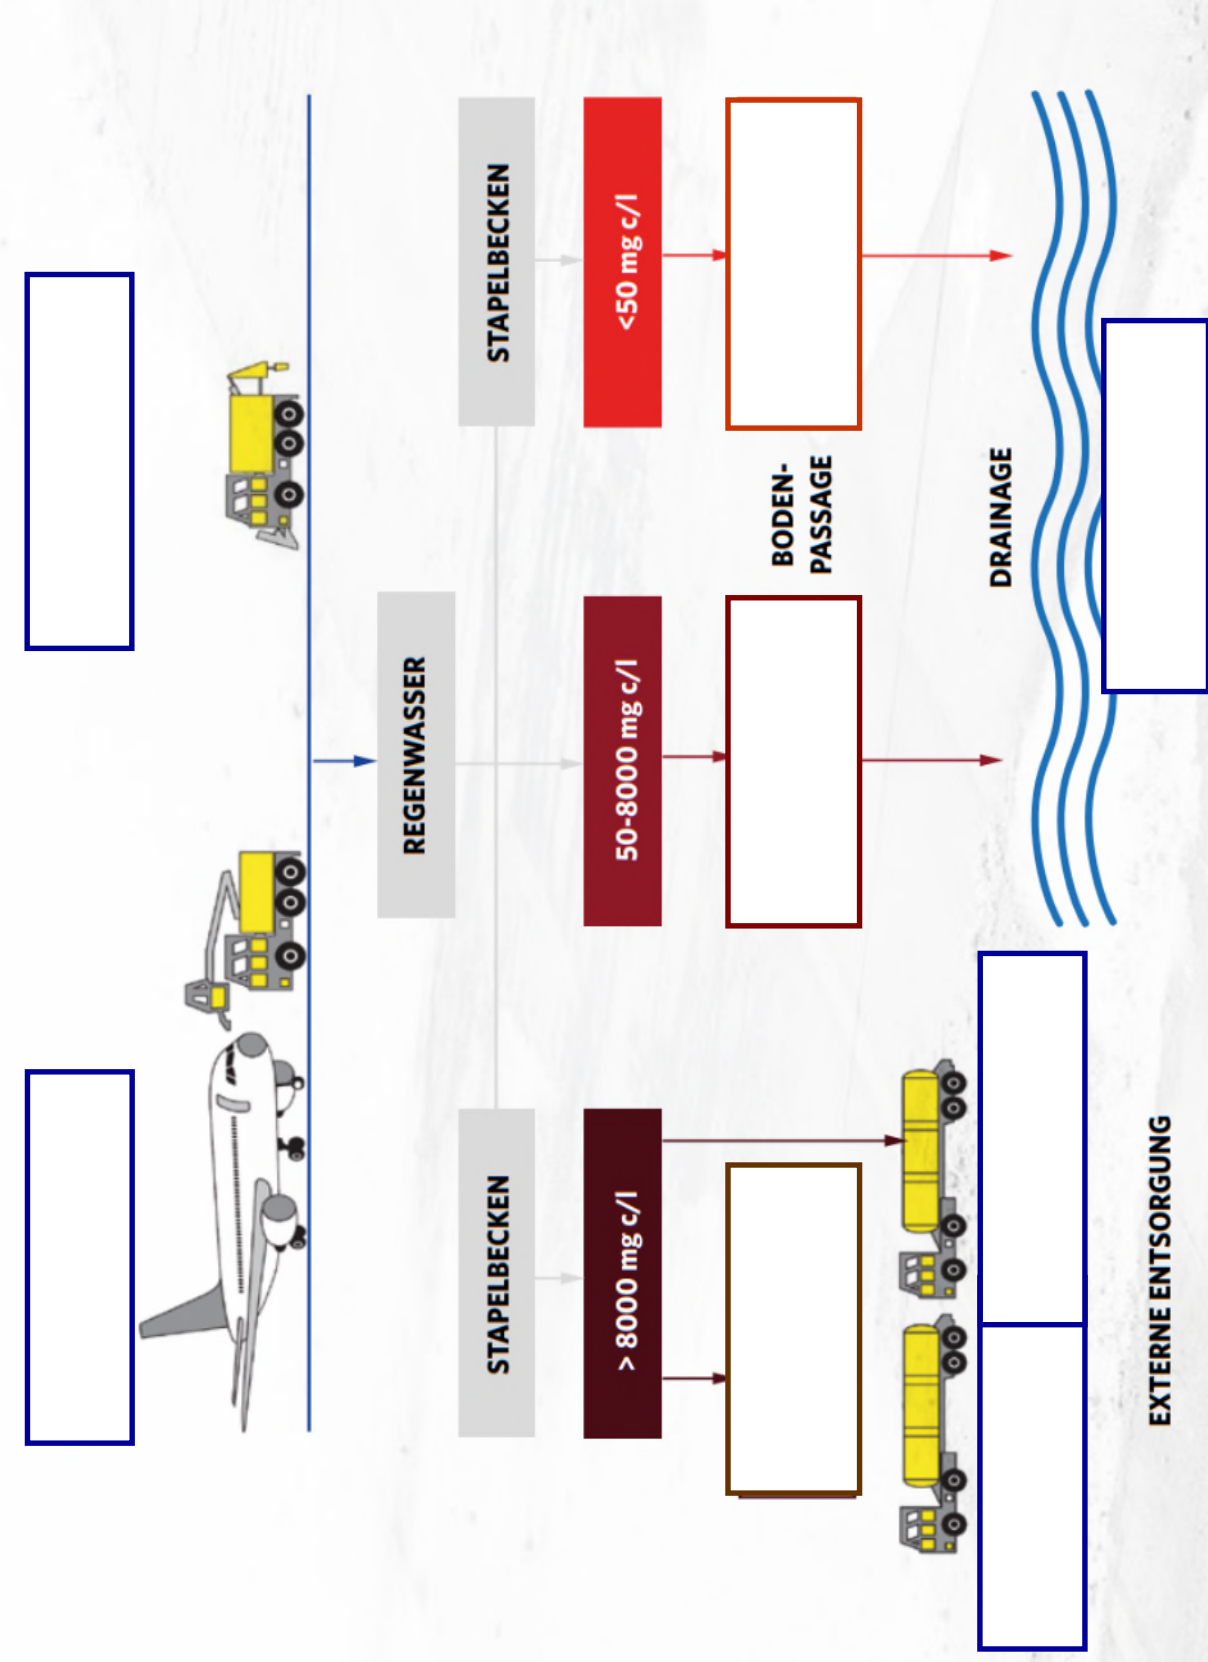 REGENWASSER
STAPELBECKEN
STAPELBECKEN
> 8000 mg c/l
50-8000 mg c/l
<50 mg c/l
BODEN-
PASSAGE
DRAINAGE
EXTERNE ENTSORGUNG